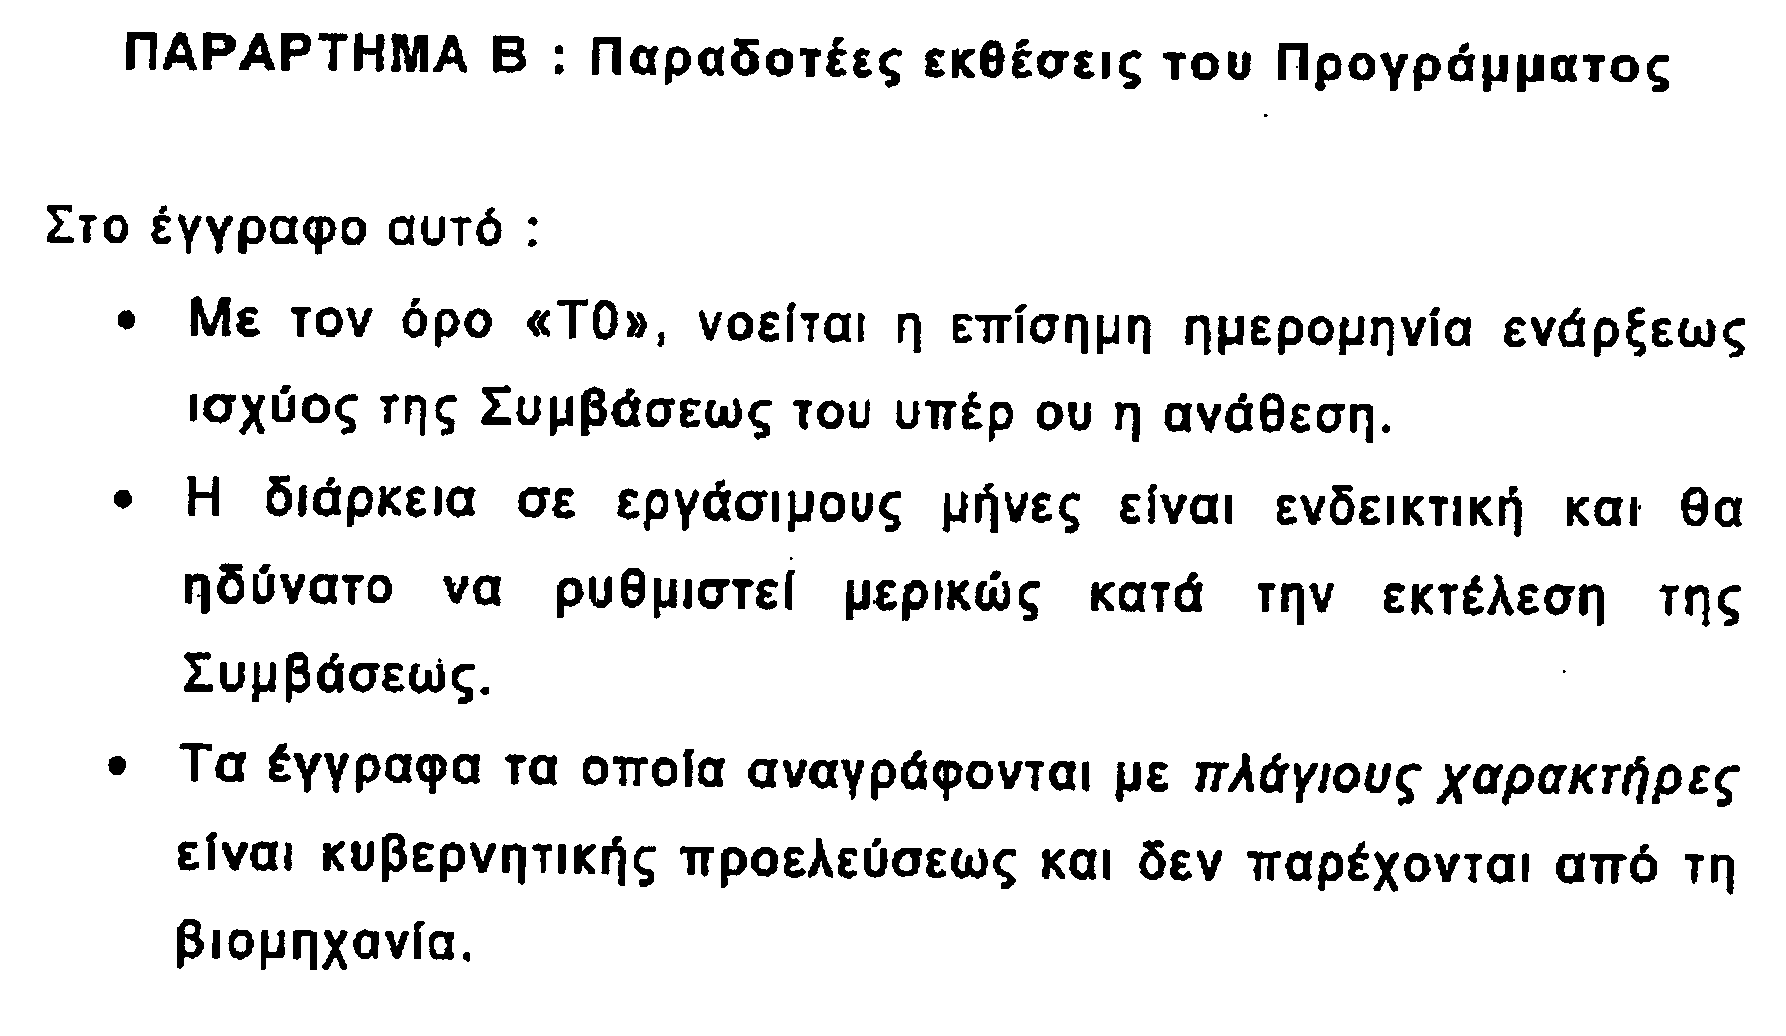 ΠΑΡΑΡΤΗΜΑ Β : Παραδοτέες εκθέσεις του Προγράμματος
Στο έγγραφο αυτό :
• Με τον όρο «Τ0», νοείται η επίσημη ημερομηνία ενάρξεως
ισχύος της Συμβάσεως του υπέρ ου η ανάθεση.
• Η διάρκεια σε εργάσιμους μήνες είναι ενδεικτική και θα
ηδύνατο να ρυθμιστεί μερικώς κατά την εκτέλεση της
Συμβάσεως.
• Τα έγγραφα τα οποία αναγράφονται με πλάγιους χαρακτήρες
είναι κυβερνητικής προελεύσεως και δεν παρέχονται από τη
βιομηχανία.